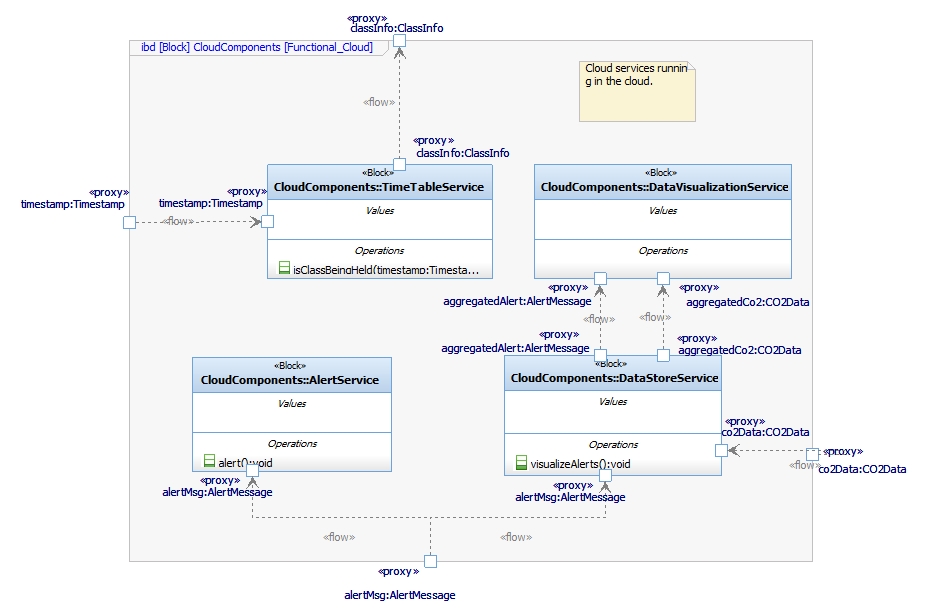 «proxy»
classInfo:ClassInfo
ibd [Block] CloudComponents [Functional_Cloud]
Cloud services runnin
g in the cloud.
«flow»
«proxy»
classInfo:ClassInfo
«Block»
CloudComponents::TimeTableService
Values
Operations
isClassBeingHeld(timestamp:Timesta...
«Block»
CloudComponents::DataVisualizationService
Values
Operations
«proxy»
timestamp:Timestamp
«proxy»
timestamp:Timestamp
«flow»
«proxy»
aggregatedAlert:AlertMessage
«proxy»
aggregatedCo2:CO2Data
«flow»
«flow»
«proxy»
aggregatedAlert:AlertMessage
«proxy»
aggregatedCo2:CO2Data
«Block»
CloudComponents::AlertService
Values
Operations
alert():void
«Block»
CloudComponents::DataStoreService
Values
Operations
visualizeAlerts():void
«proxy»
co2Data:CO2Data
«proxy»
co2Data:CO2Data
«flow»
«proxy»
alertMsg:AlertMessage
«proxy»
alertMsg:AlertMessage
«flow»
«flow»
«proxy»
alertMsg:AlertMessage